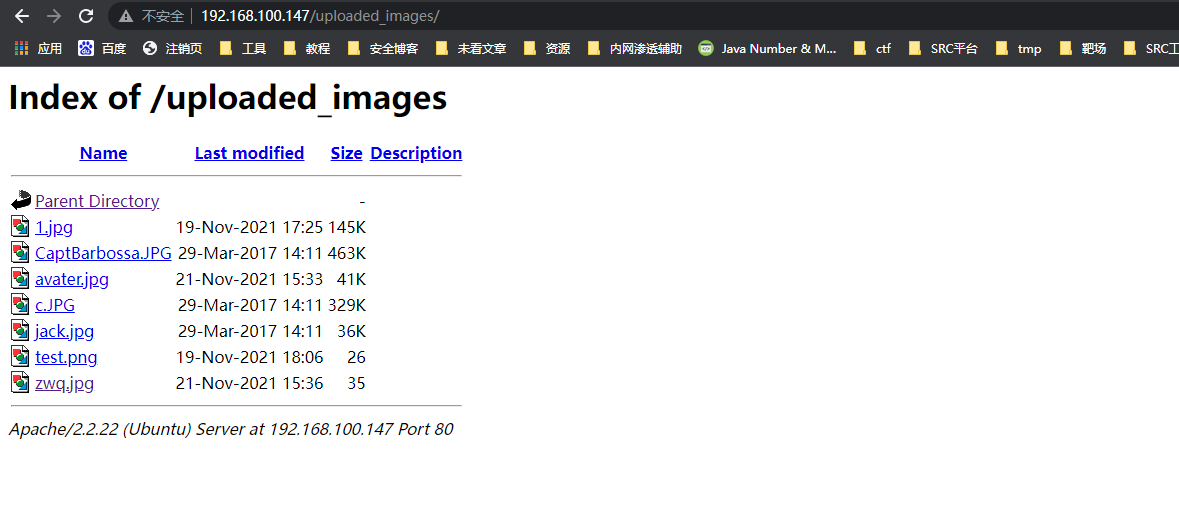 不安全 | 192.168.100.147/uploaded_images/
应用 百度 注销页 工具 教程 安全博客 未看文章 资源 内网渗透辅助 Java Number & M... ctf SRC平台 tmp 靶场 SRC工
Index of /uploaded_images
Name Last modified Size Description
Parent Directory -
1.jpg 19-Nov-2021 17:25 145K
CaptBarbossa.JPG 29-Mar-2017 14:11 463K
avater.jpg 21-Nov-2021 15:33 41K
c.JPG 29-Mar-2017 14:11 329K
jack.jpg 29-Mar-2017 14:11 36K
test.png 19-Nov-2021 18:06 26
zwq.jpg 21-Nov-2021 15:36 35
Apache/2.2.22 (Ubuntu) Server at 192.168.100.147 Port 80